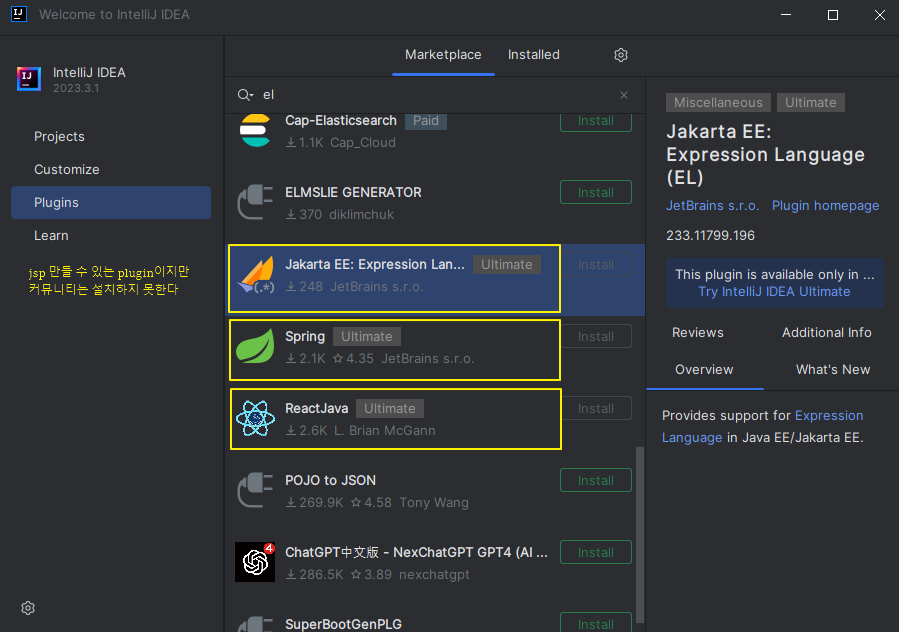 Welcome to IntelliJ IDEA
IntelliJ IDEA
2023.3.1
Projects
Customize
Plugins
Learn
jsp 만들 수 있는 plugin이지만
커뮤니티는 설치하지 못한다
Marketplace Installed
el
Cap-Elasticsearch Paid Install
1.1K Cap_Cloud
ELMSLIE GENERATOR Install
370 diklimchuk
Jakarta EE: Expression Lan... Ultimate Install
248 JetBrains s.r.o.
Spring Ultimate Install
2.1K 4.35 JetBrains s.r.o.
ReactJava Ultimate Install
2.6K L. Brian McGann
POJO to JSON Install
269.9K 4.58 Tony Wang
ChatGPT中文版 - NexChatGPT GPT4 (AI ... Install
286.5K 3.89 nexchatgpt
SuperBootGenPLG Install
Miscellaneous Ultimate
Jakarta EE:
Expression Language
(EL)
JetBrains s.r.o. Plugin homepage
233.11799.196
This plugin is available only in ...
Try IntelliJ IDEA Ultimate
Reviews Additional Info
Overview What's New
Provides support for Expression
Language in Java EE/Jakarta EE.